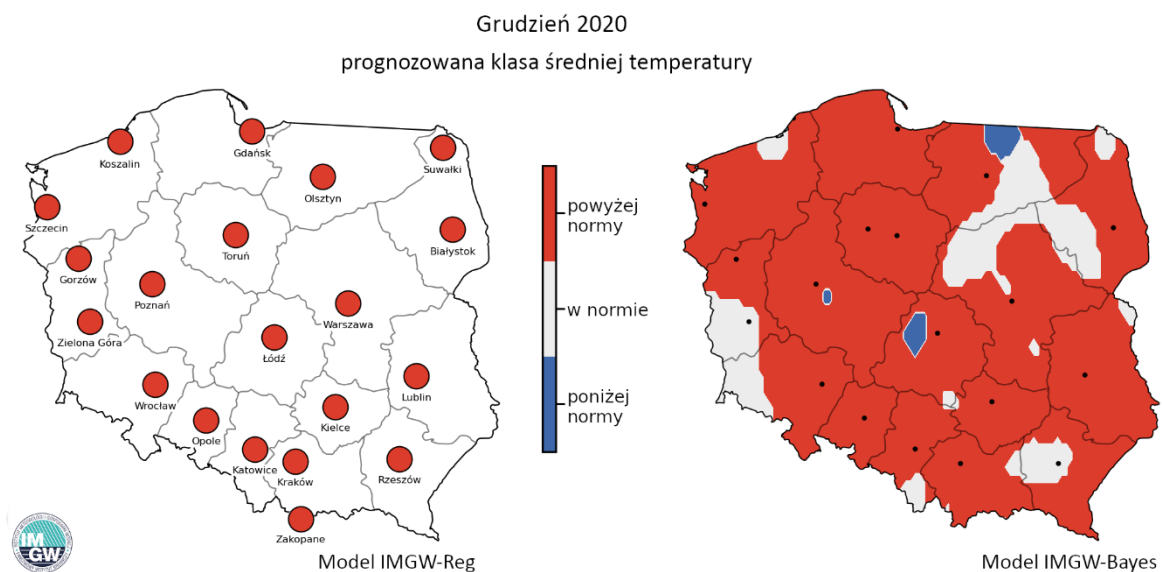 Grudzień 2020
prognozowana klasa średniej temperatury
Koszalin
Gdańsk
Suwałki
Olsztyn
Szczecin
Białystok
Toruń
Gorzów
Poznań
Warszawa
Zielona Góra
Łódź
Wrocław
Lublin
Kielce
Opole
Katowice
Kraków
Rzeszów
Zakopane
powyżej
normy
w normie
poniżej
normy
IM
GW
Model IMGW-Reg
Model IMGW-Bayes